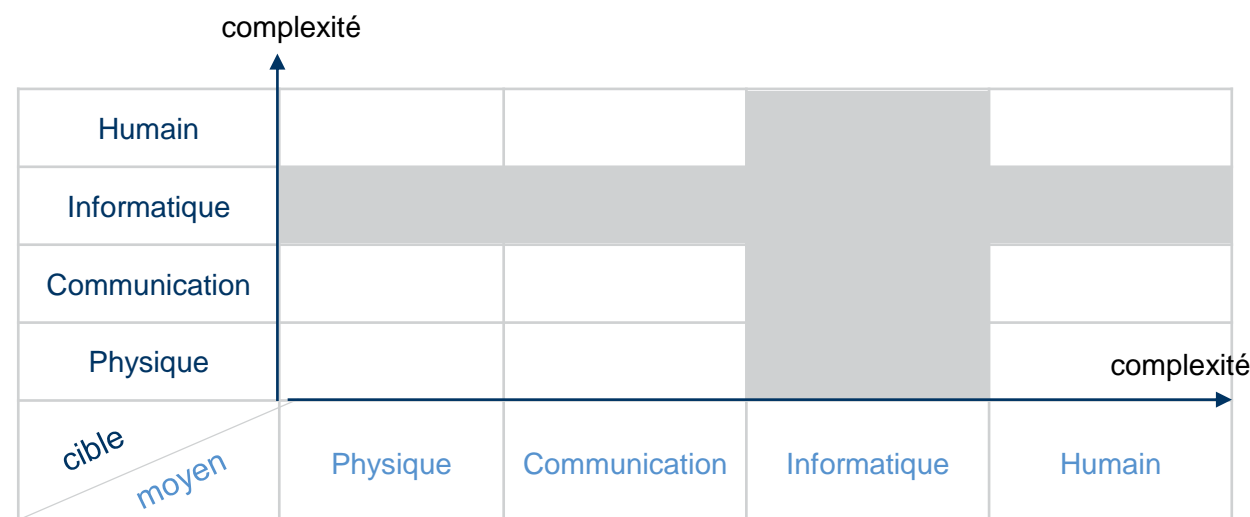 complexité
Humain
Informatique
Communication
Physique
complexité
cible
moyen
Physique
Communication
Informatique
Humain